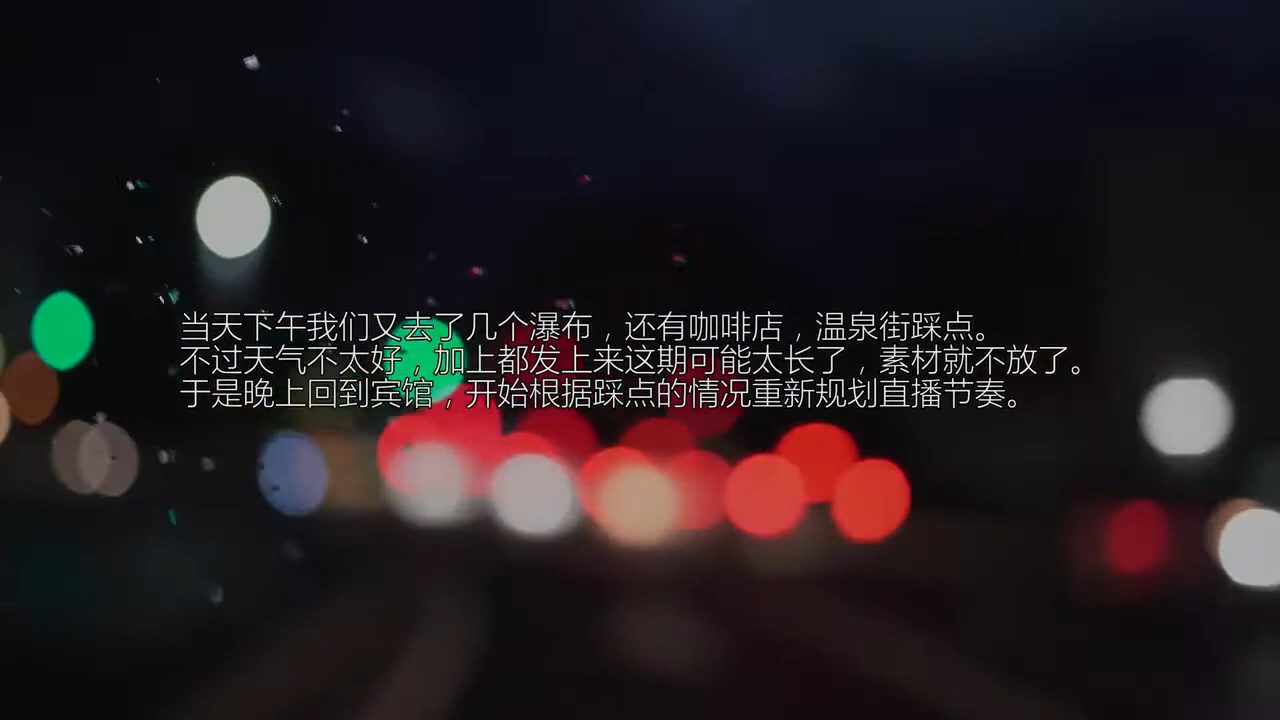 当天下午我们又去了几个瀑布，还有咖啡店，温泉街踩点。
不过天气不太好，加上都发上来这期可能太长了，素材就不放了。
于是晚上回到宾馆，开始根据踩点的情况重新规划直播节奏。